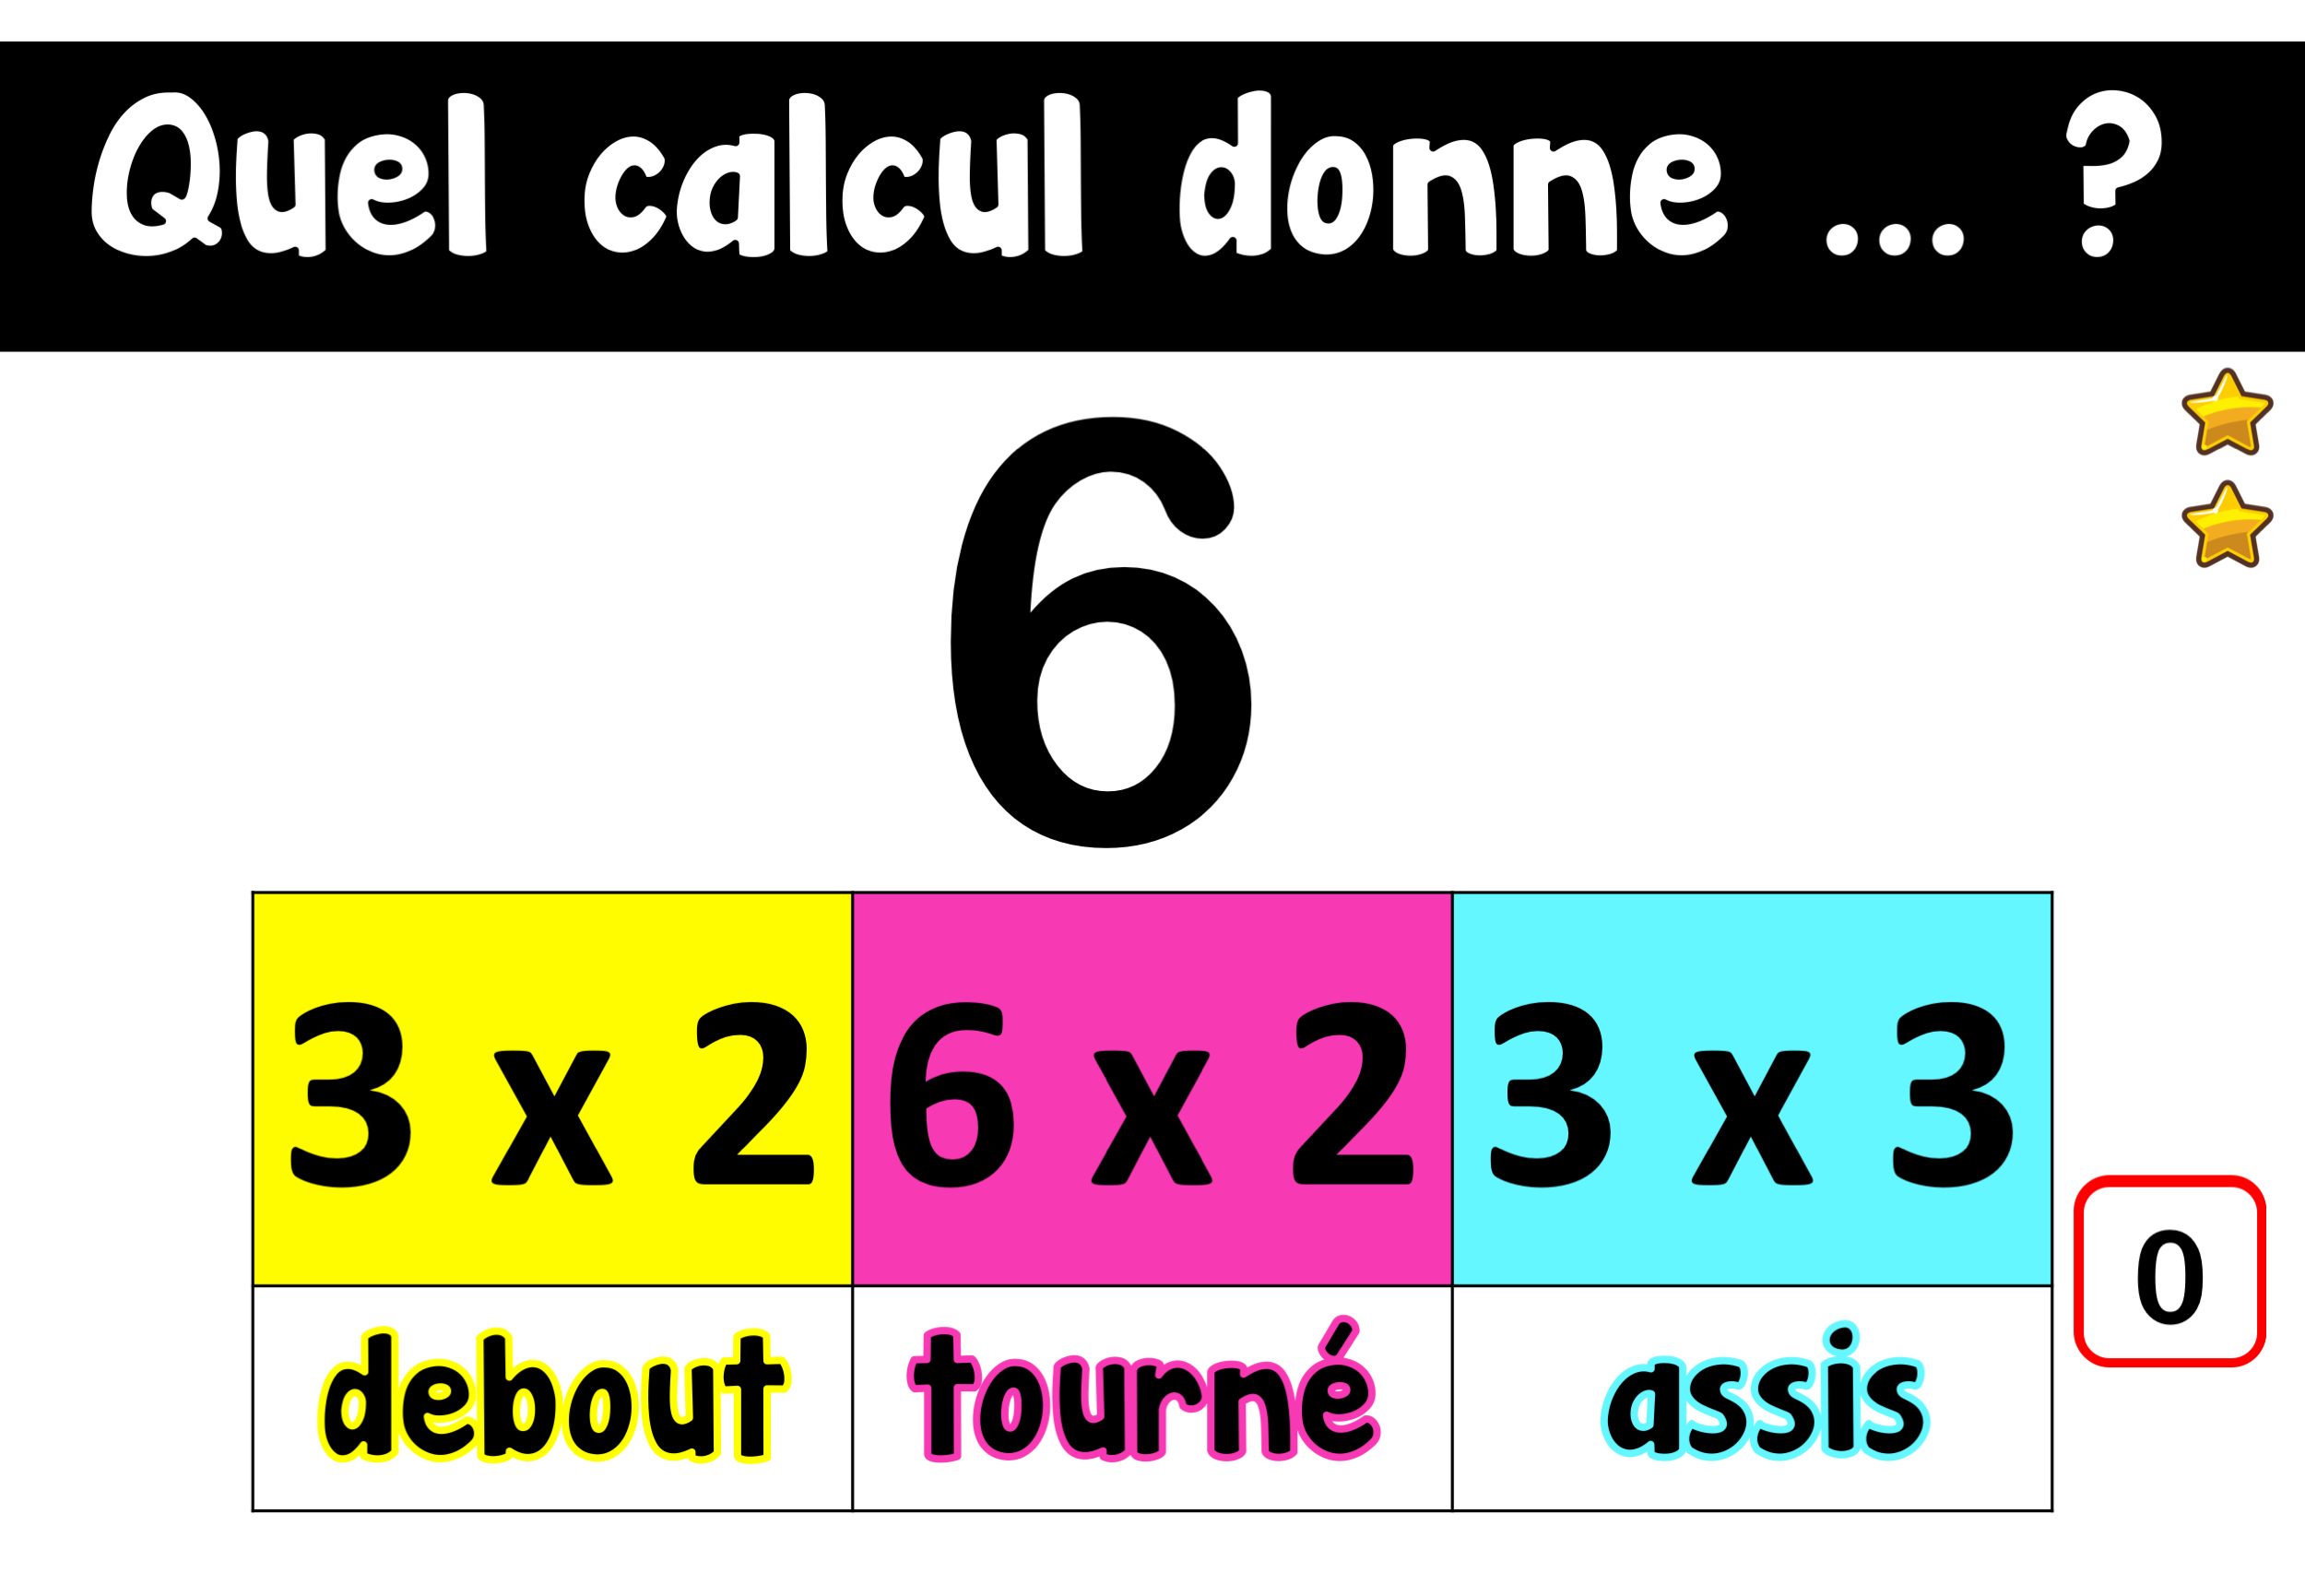 Quel calcul donne ... ?
6
3 x 2 6 x 2 3 x 3
0
debout tourné assis